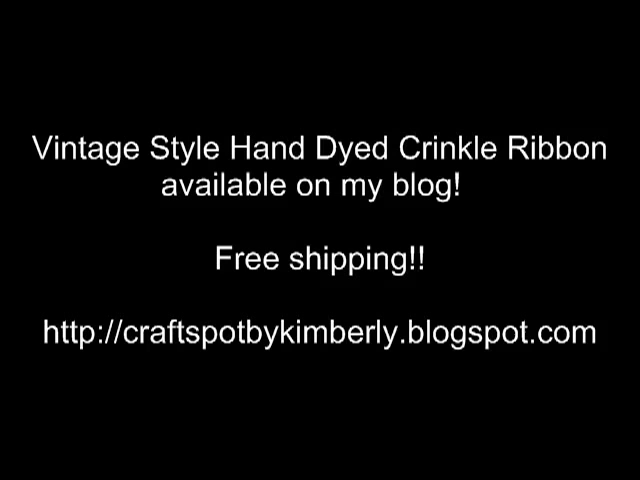 Vintage Style Hand Dyed Crinkle Ribbon
available on my blog!
Free shipping!!
http://craftspotbykimberly.blogspot.com